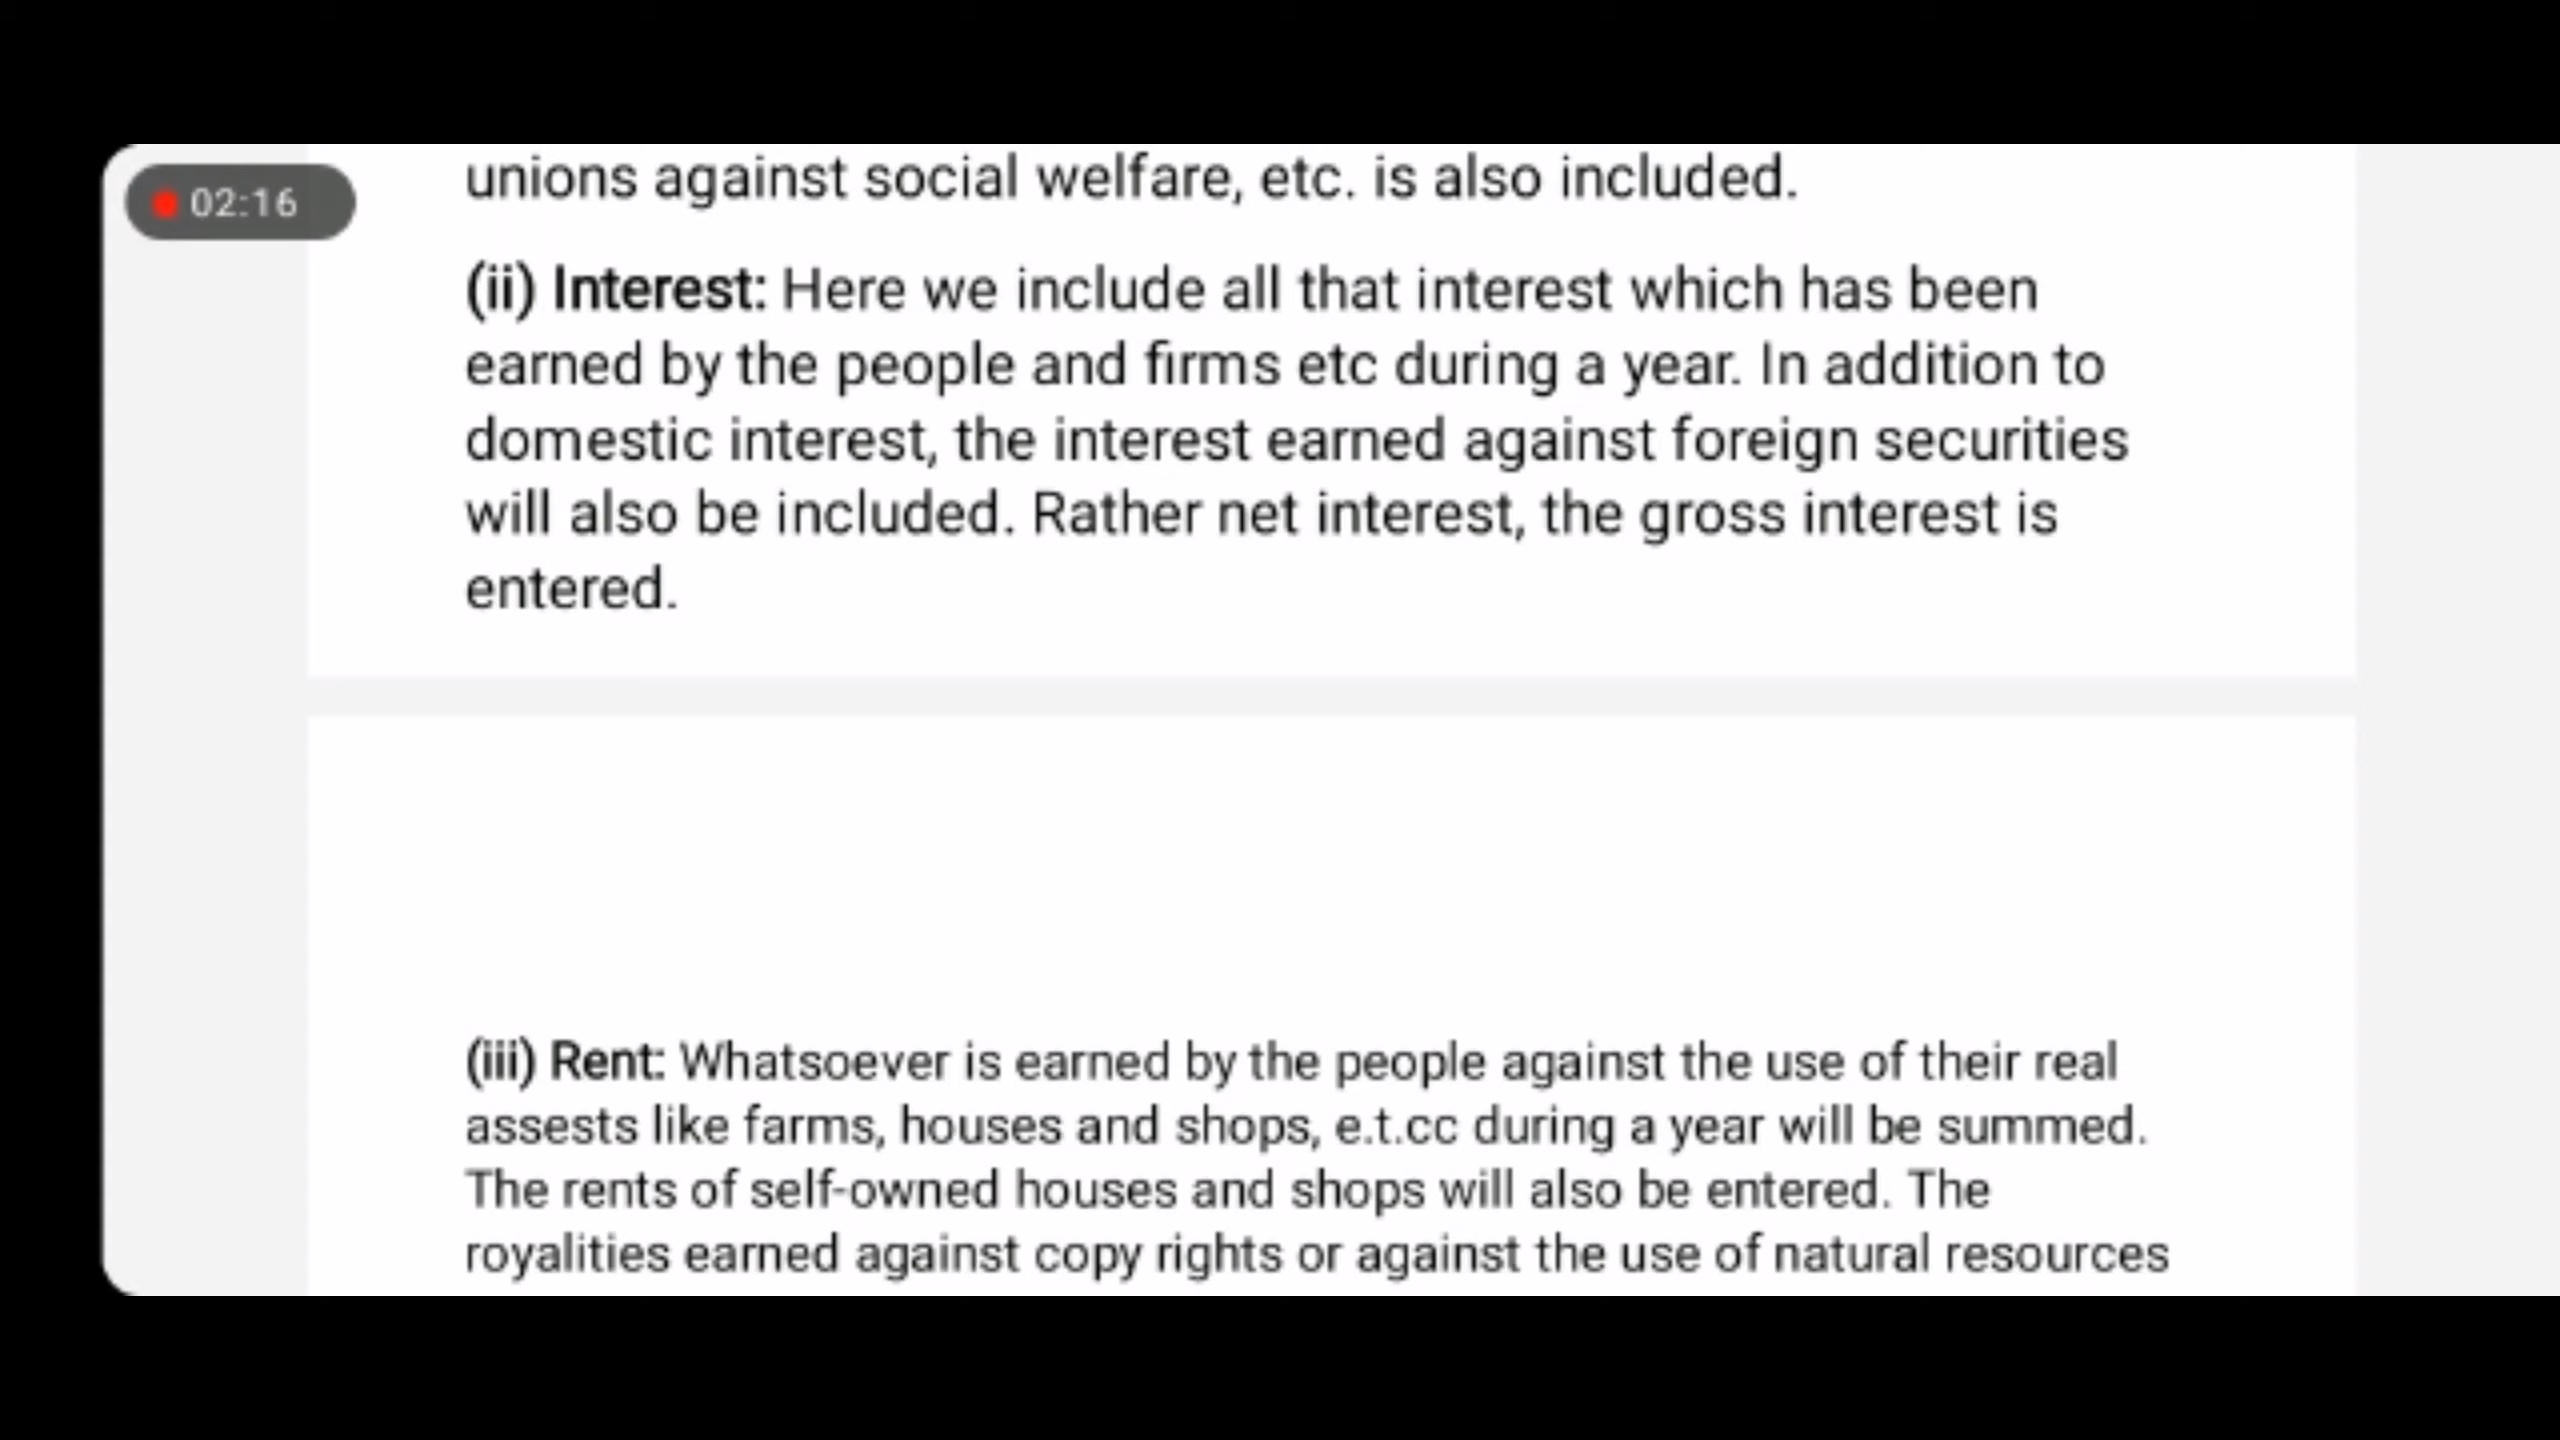 unions against social welfare, etc. is also included.
02:16
(ii) Interest: Here we include all that interest which has been
earned by the people and firms etc during a year. In addition to
domestic interest, the interest earned against foreign securities
will also be included. Rather net interest, the gross interest is
entered.
(iii) Rent: Whatsoever is earned by the people against the use of their real
assests like farms, houses and shops, e.t.cc during a year will be summed.
The rents of self-owned houses and shops will also be entered. The
royalities earned against copy rights or against the use of natural resources